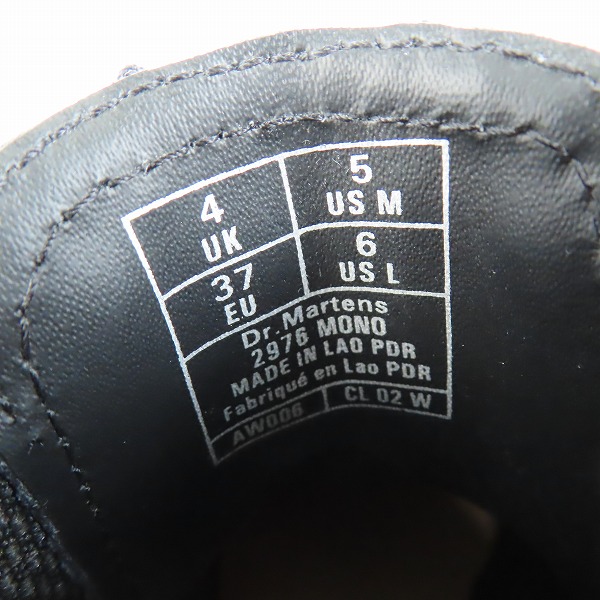 4
UK
5
US M
37
EU
6
US L
Dr.Martens
2976 MONO
MADE IN LAO PDR
Fabriqué en Lao PDR
AW006
CL 02 W